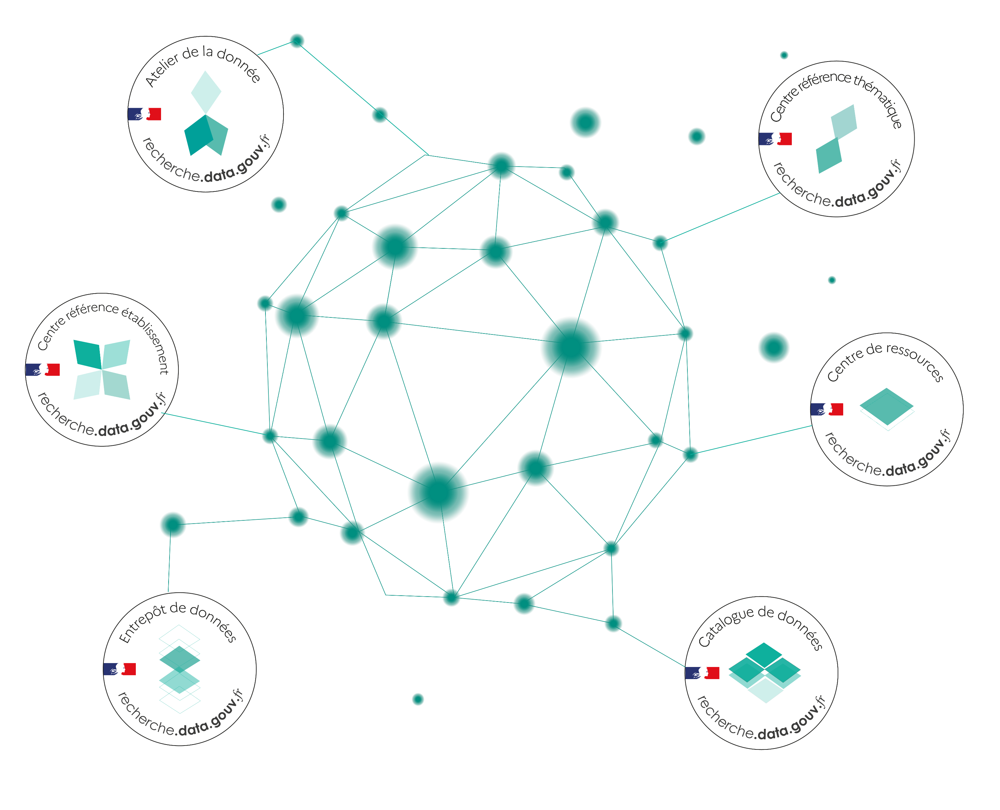 Atelier de la donnée
recherche.data.gouv.fr
Centre référence thématique
recherche.data.gouv.fr
Centre référence établissement
recherche.data.gouv.fr
Centre de ressources
recherche.data.gouv.fr
Entrepôt de données
recherche.data.gouv.fr
Catalogue de données
recherche.data.gouv.fr